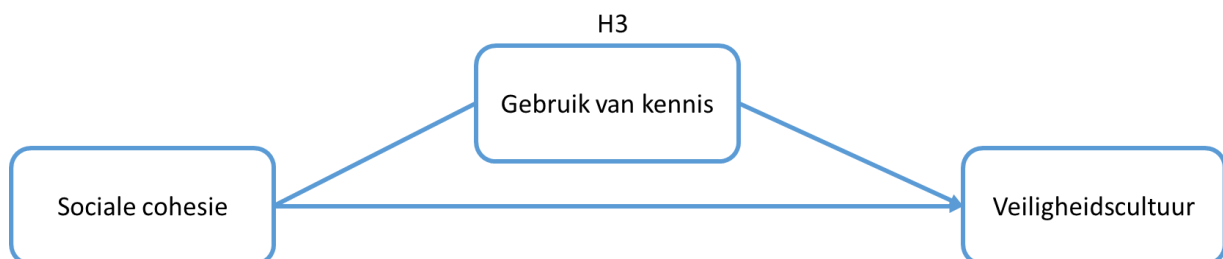 H3
Gebruik van kennis
Sociale cohesie
Veiligheidscultuur